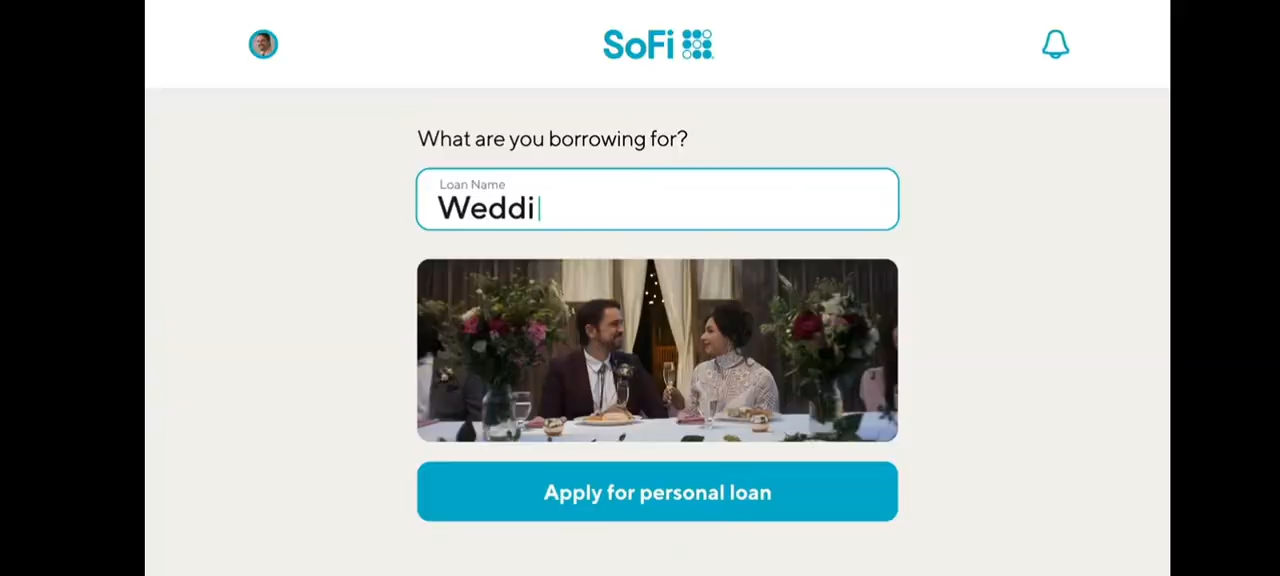 SoFi
What are you borrowing for?
Loan Name
Weddi
Apply for personal loan